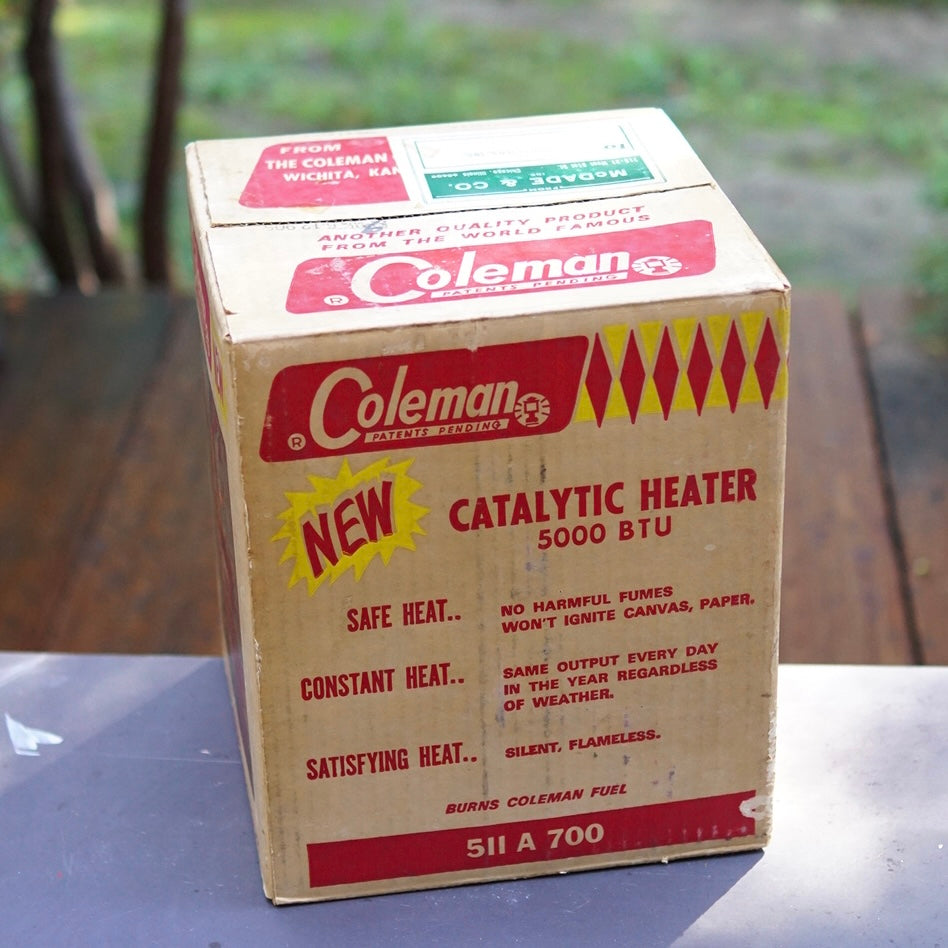 FROM
THE COLEMAN
WICHITA, KAN
To
McDADE & CO.
INC.
ANOTHER QUALITY PRODUCT
FROM THE WORLD FAMOUS
® Coleman
PATENTS PENDING
® Coleman
PATENTS PENDING
NEW
CATALYTIC HEATER
5000 BTU
SAFE HEAT.. NO HARMFUL FUMES
WON'T IGNITE CANVAS, PAPER.
CONSTANT HEAT.. SAME OUTPUT EVERY DAY
IN THE YEAR REGARDLESS
OF WEATHER.
SATISFYING HEAT.. SILENT, FLAMELESS.
BURNS COLEMAN FUEL
511 A 700